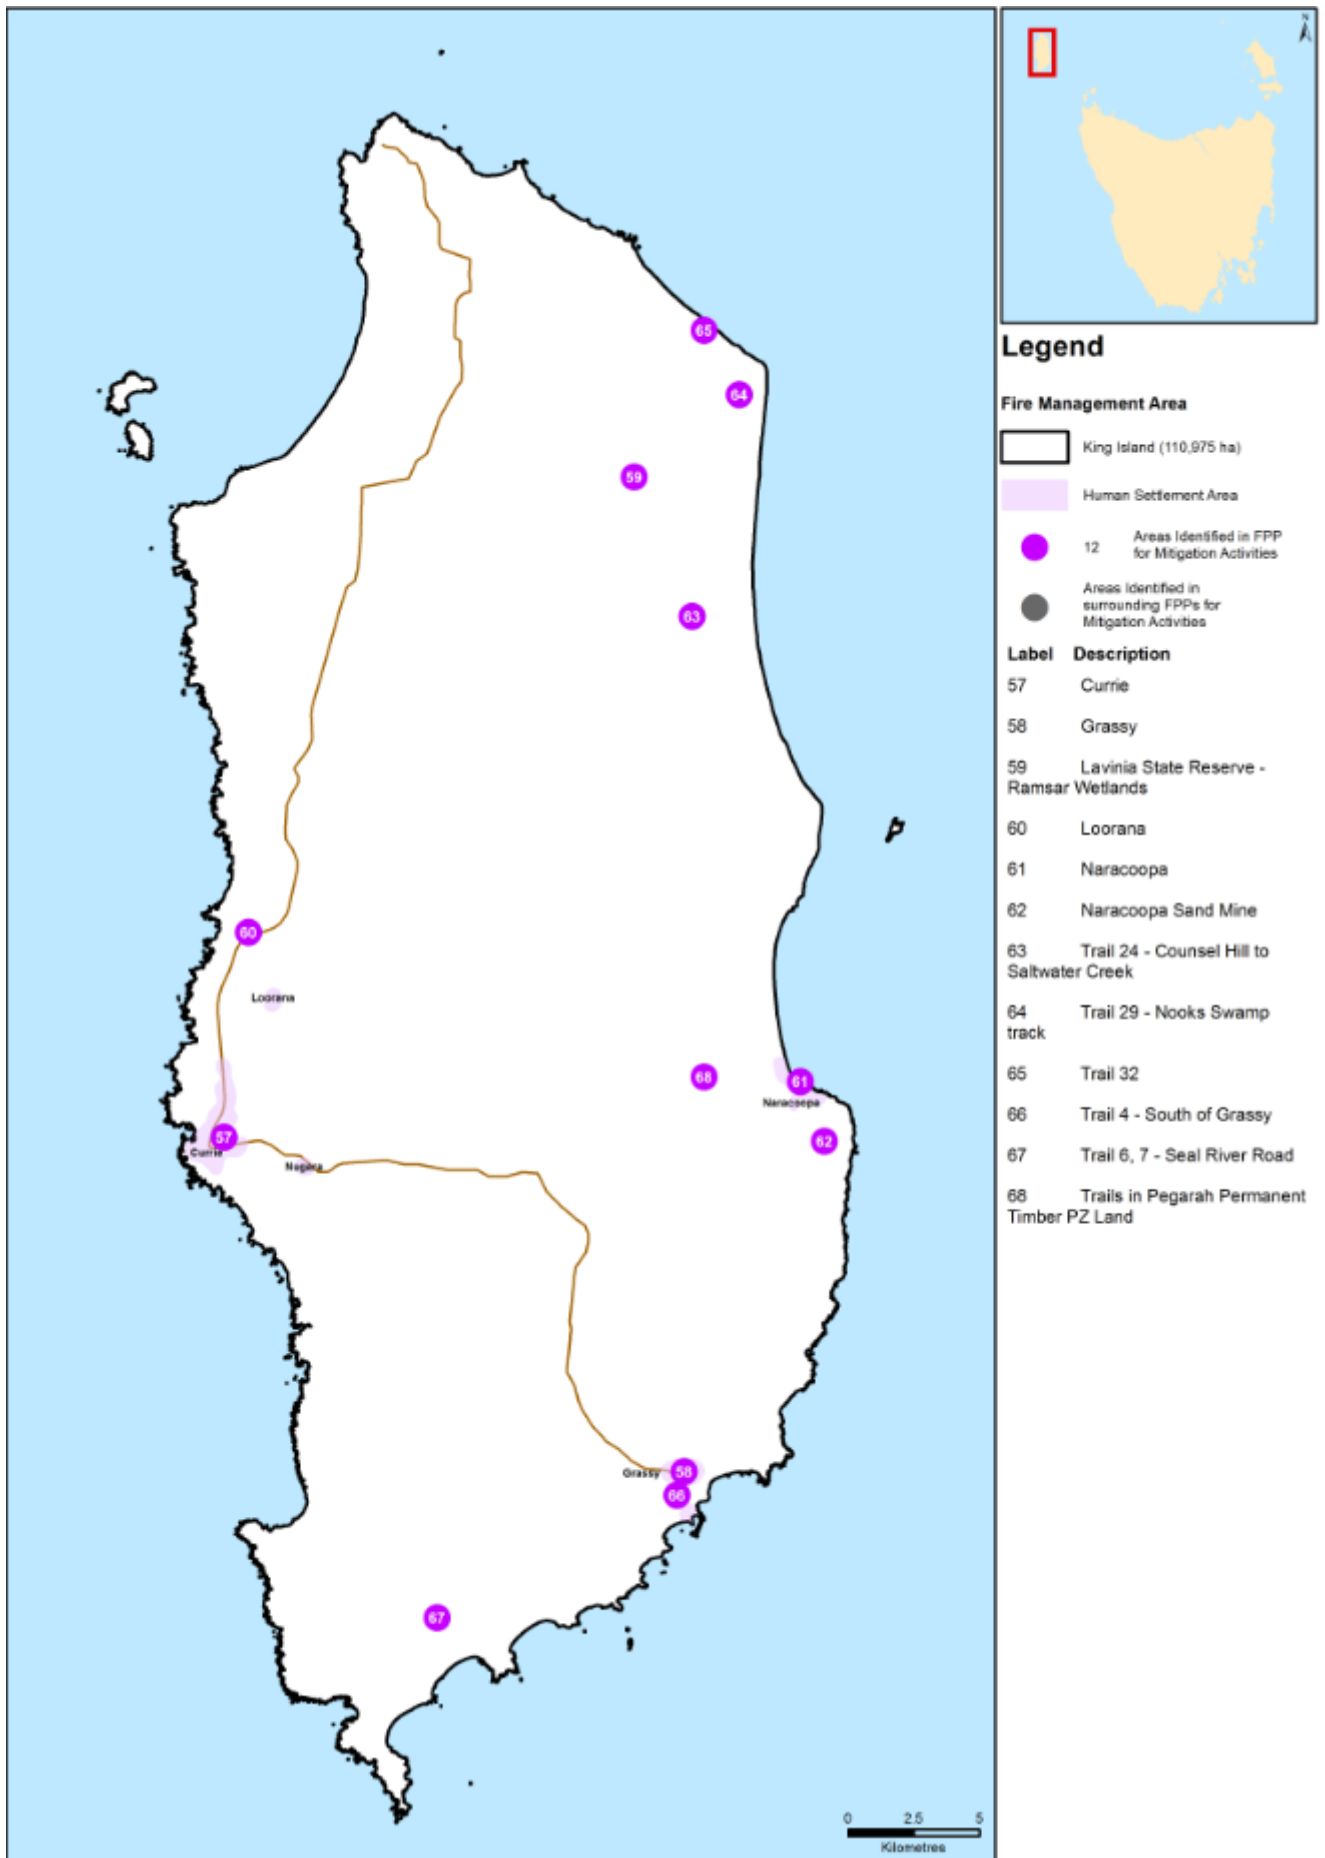 N
65
64
59
63
60
Loorana
68
61
Naracoopa
57
Currie
62
Nugara
Grassy
58
66
67
0 2.5 5
Kilometres
Legend
Fire Management Area
King Island (110,975 ha)
Human Settlement Area
12 Areas Identified in FPP
for Mitigation Activities
Areas Identified in
surrounding FPPs for
Mitigation Activities
Label Description
57 Currie
58 Grassy
59 Lavinia State Reserve -
Ramsar Wetlands
60 Loorana
61 Naracoopa
62 Naracoopa Sand Mine
63 Trail 24 - Counsel Hill to
Saltwater Creek
64 Trail 29 - Nooks Swamp
track
65 Trail 32
66 Trail 4 - South of Grassy
67 Trail 6, 7 - Seal River Road
68 Trails in Pegarah Permanent
Timber PZ Land